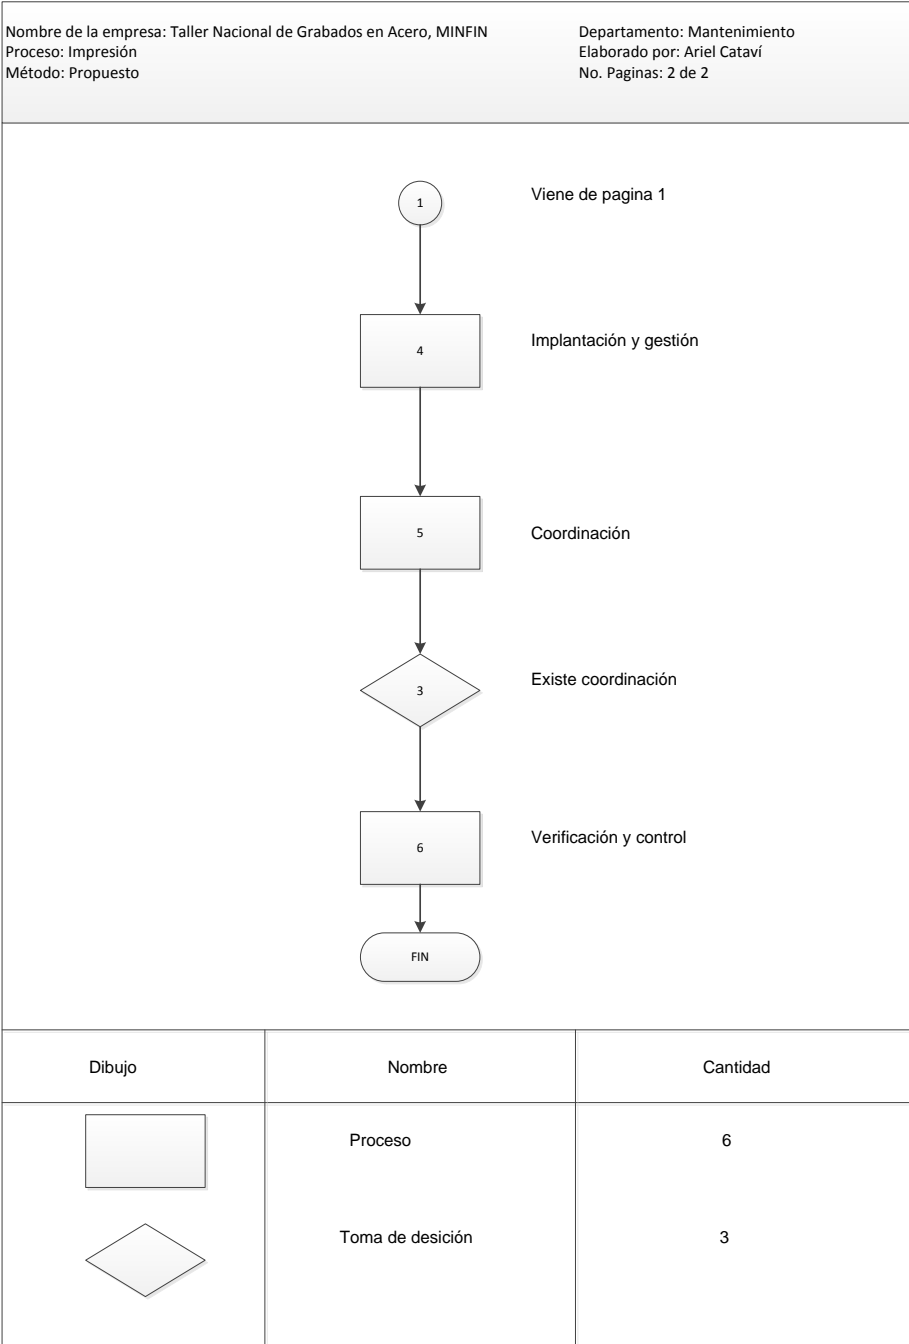 Nombre de la empresa: Taller Nacional de Grabados en Acero, MINFIN
Proceso: Impresión
Método: Propuesto
Departamento: Mantenimiento
Elaborado por: Ariel Cataví
No. Paginas: 2 de 2
1
Viene de pagina 1
4
Implantación y gestión
5
Coordinación
3
Existe coordinación
6
Verificación y control
FIN
Dibujo
Nombre
Cantidad
Proceso
6
Toma de desición
3